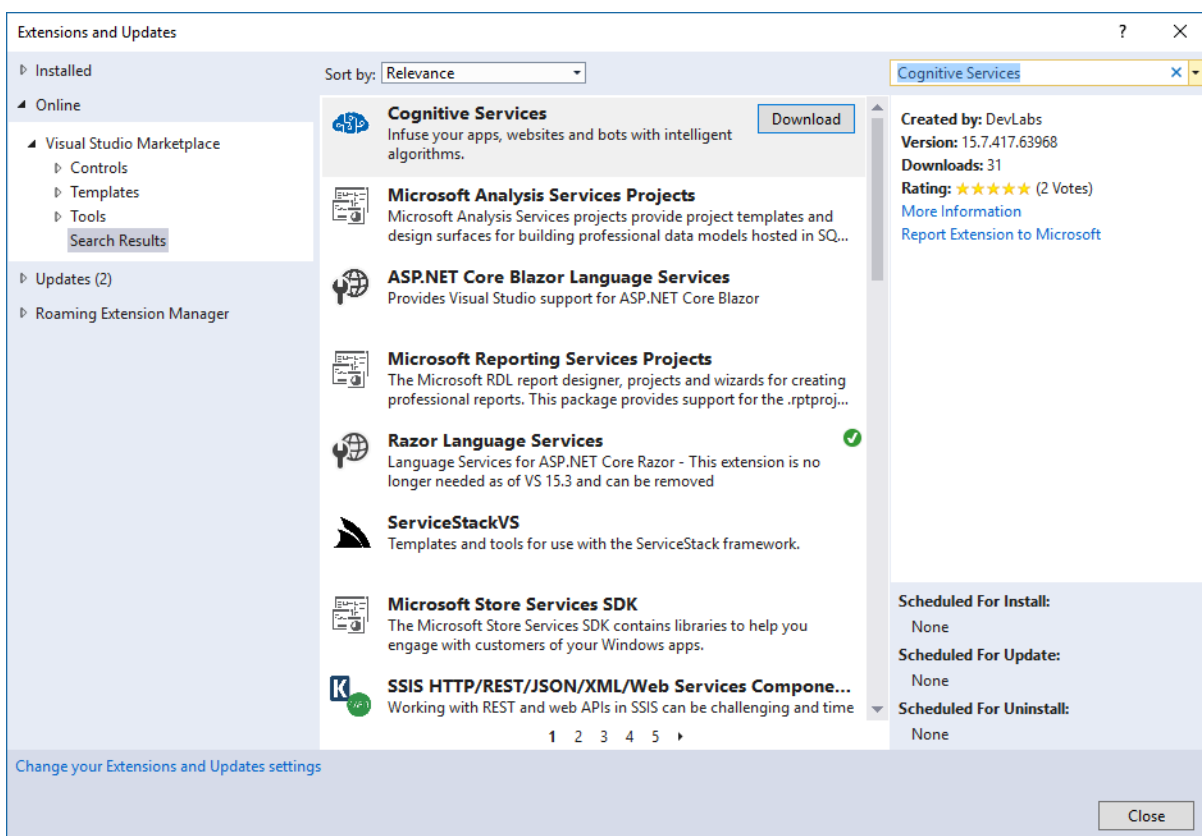 Extensions and Updates
?
Installed
Online
Visual Studio Marketplace
Controls
Templates
Tools
Search Results
Updates (2)
Roaming Extension Manager
Sort by: Relevance
Cognitive Services
Cognitive Services
Download
Infuse your apps, websites and bots with intelligent
algorithms.
Microsoft Analysis Services Projects
Microsoft Analysis Services projects provide project templates and
design surfaces for building professional data models hosted in SQ...
ASP.NET Core Blazor Language Services
Provides Visual Studio support for ASP.NET Core Blazor
Microsoft Reporting Services Projects
The Microsoft RDL report designer, projects and wizards for creating
professional reports. This package provides support for the .rptproj...
Razor Language Services
Language Services for ASP.NET Core Razor - This extension is no
longer needed as of VS 15.3 and can be removed
ServiceStackVS
Templates and tools for use with the ServiceStack framework.
Microsoft Store Services SDK
The Microsoft Store Services SDK contains libraries to help you
engage with customers of your Windows apps.
K
SSIS HTTP/REST/JSON/XML/Web Services Compone...
Working with REST and web APIs in SSIS can be challenging and time
1 2 3 4 5
Created by: DevLabs
Version: 15.7.417.63968
Downloads: 31
Rating: ★★★★★ (2 Votes)
More Information
Report Extension to Microsoft
Scheduled For Install:
None
Scheduled For Update:
None
Scheduled For Uninstall:
None
Change your Extensions and Updates settings
Close